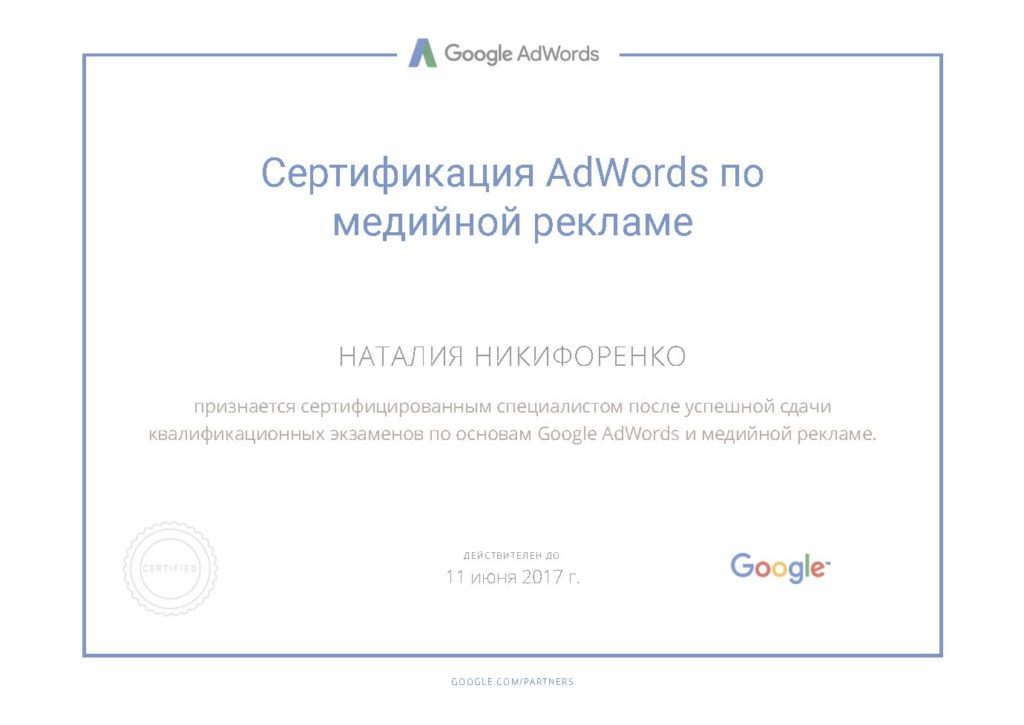 Google AdWords
Сертификация AdWords по
медийной рекламе
НАТАЛИЯ НИКИФОРЕНКО
признается сертифицированным специалистом после успешной сдачи
квалификационных экзаменов по основам Google AdWords и медийной рекламе.
CERTIFIED
ДЕЙСТВИТЕЛЕН ДО
11 июня 2017 г.
Google™
GOOGLE.COM/PARTNERS